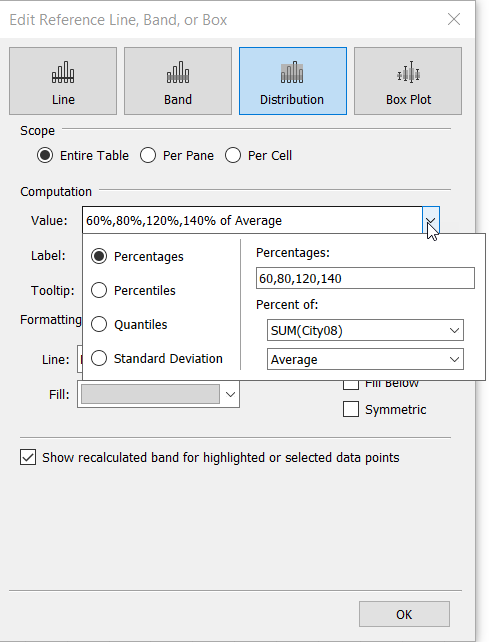 Edit Reference Line, Band, or Box
Line Band Distribution Box Plot
Scope
Entire Table Per Pane Per Cell
Computation
Value: 60%,80%,120%,140% of Average
Label:
Tooltip:
Formatting
Line:
Fill:
Percentages
Percentiles
Quantiles
Standard Deviation
Percentages:
60,80,120,140
Percent of:
SUM(City08)
Average
Fill Below
Symmetric
Show recalculated band for highlighted or selected data points
OK